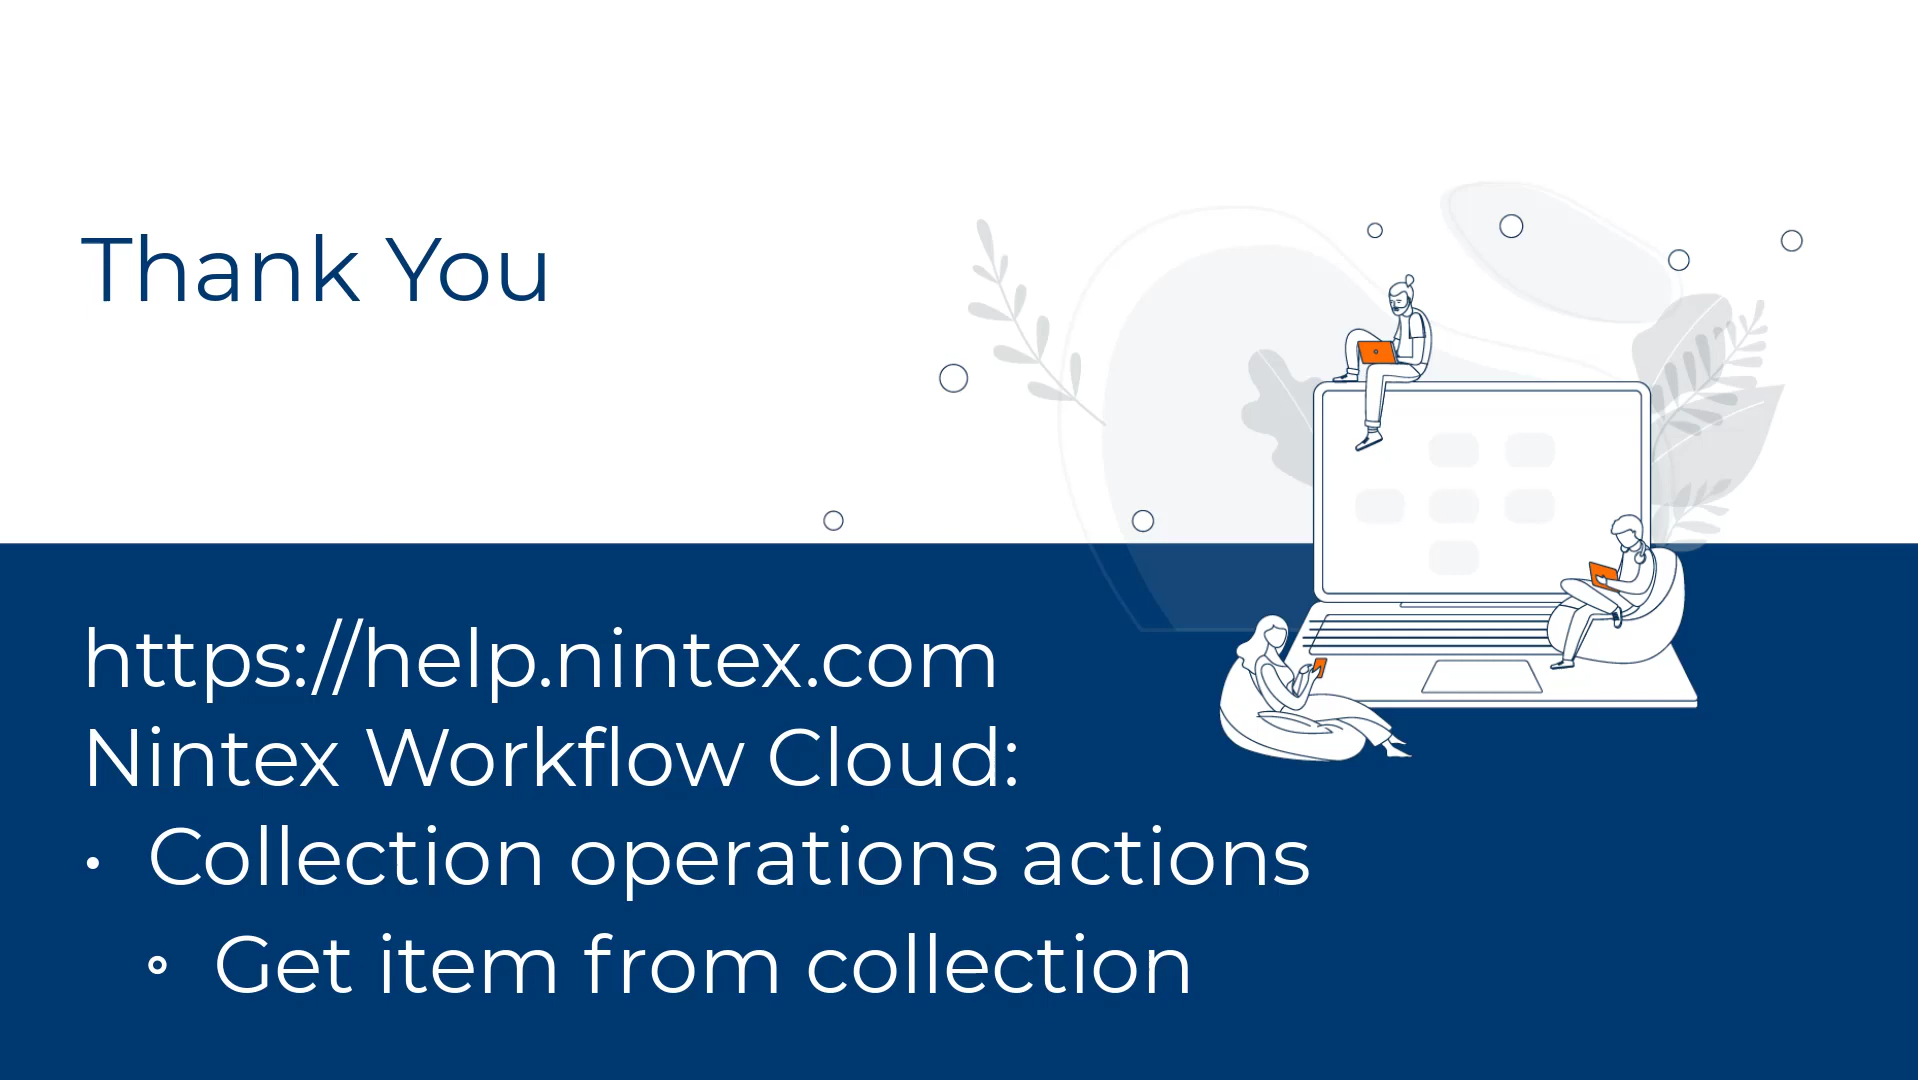 Thank You
https://help.nintex.com
Nintex Workflow Cloud:
• Collection operations actions
◦ Get item from collection